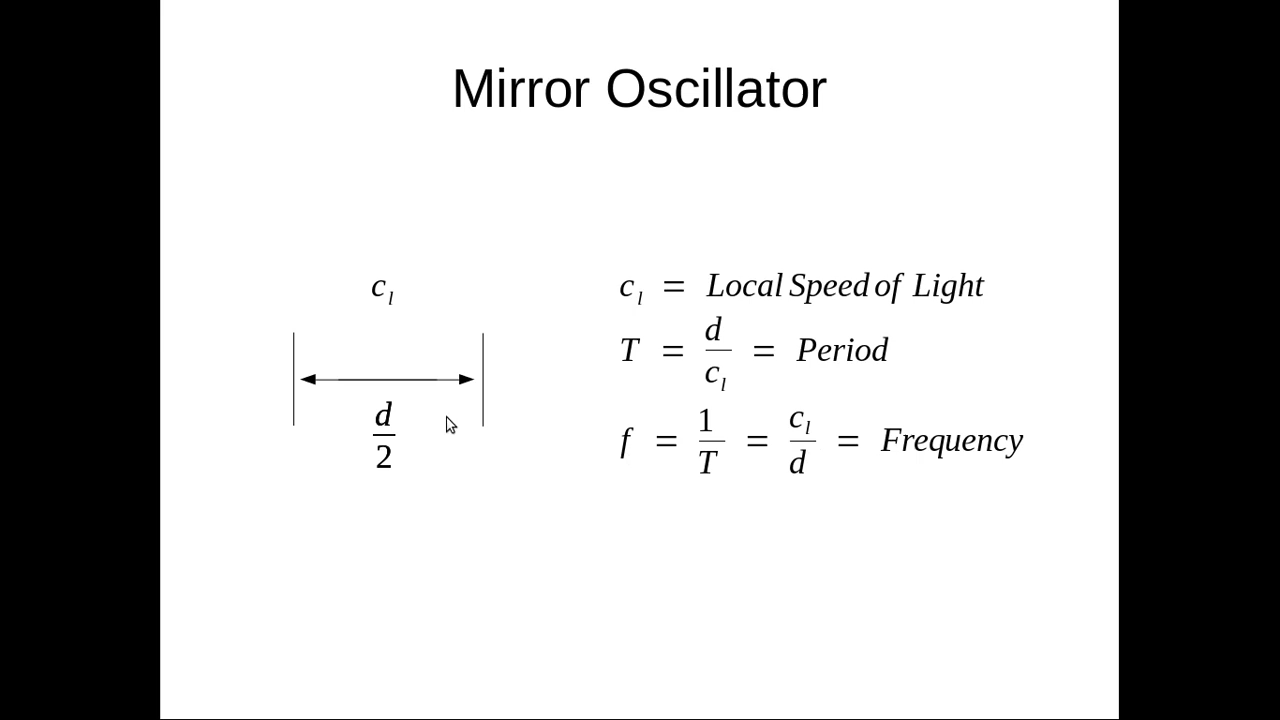 Mirror Oscillator
c_l
d/2
c_l = Local Speed of Light
T = d/c_l = Period
f = 1/T = c_l/d = Frequency